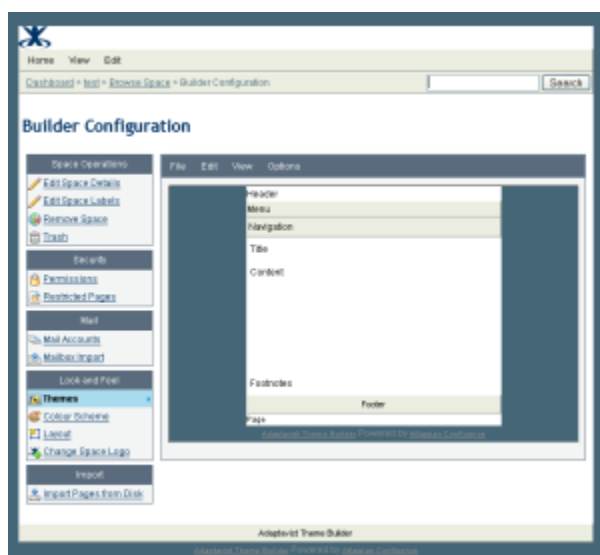 Home View Edit
Dashboard > test > Browse Space > Builder Configuration
Search
Builder Configuration
Space Operations
Edit Space Details
Edit Space Labels
Remove Space
Trash
Security
Permissions
Restricted Pages
Mail
Mail Accounts
Mailbox Import
Look and Feel
Themes
Colour Scheme
Layout
Change Space Logo
Import
Import Pages from Disk
File Edit View Options
Header
Menu
Navigation
Title
Content
Footnotes
Footer
Page
Adaptavist Theme Builder Powered by Atlassian Confluence
Adaptavist Theme Builder
Adaptavist Theme Builder Powered by Atlassian Confluence